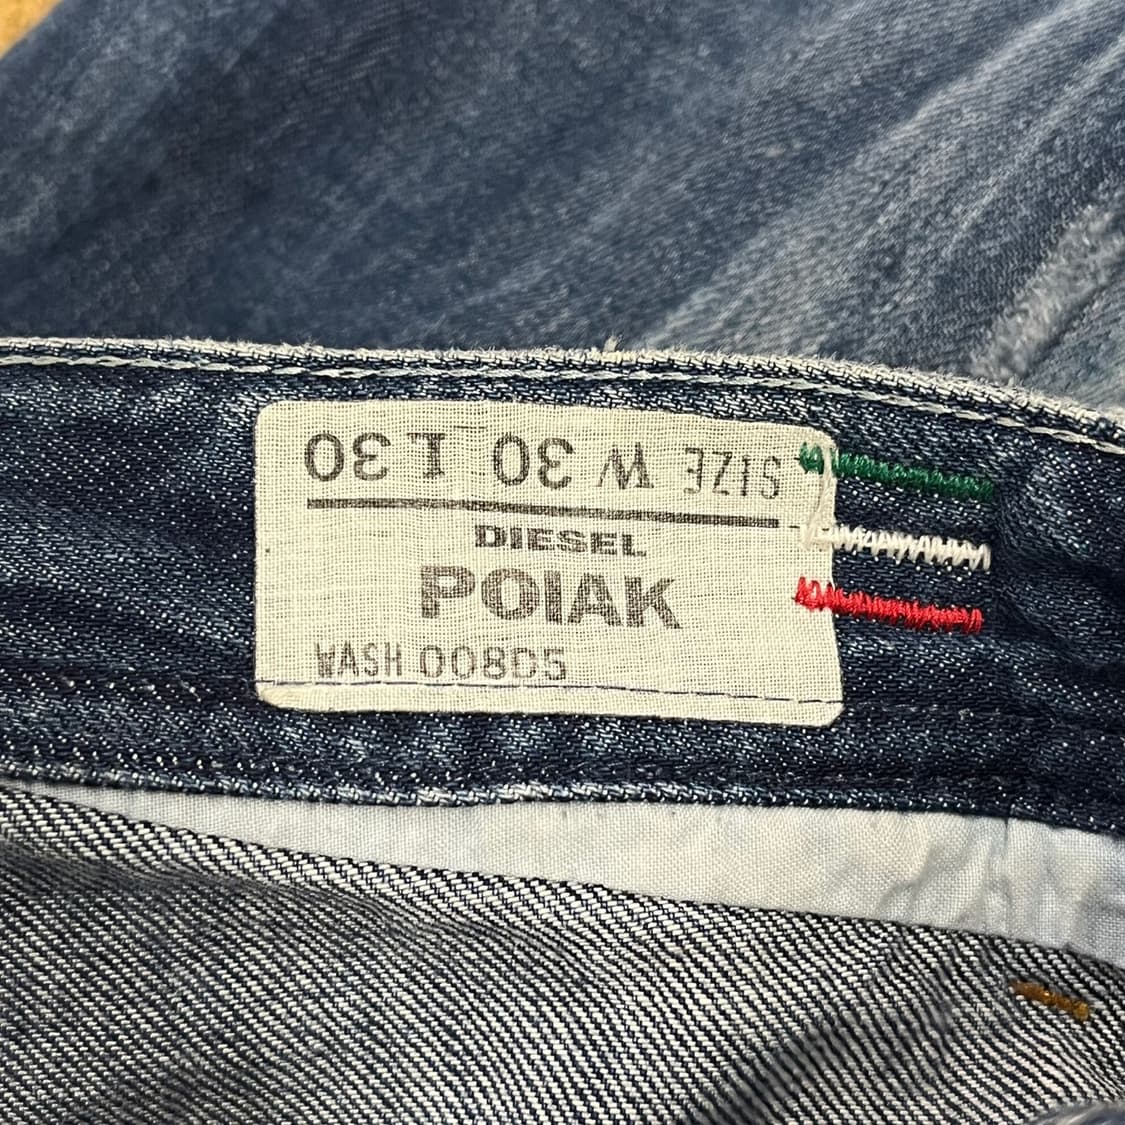 SIZE W 30 L 30
DIESEL
POIAK
WASH 008D5